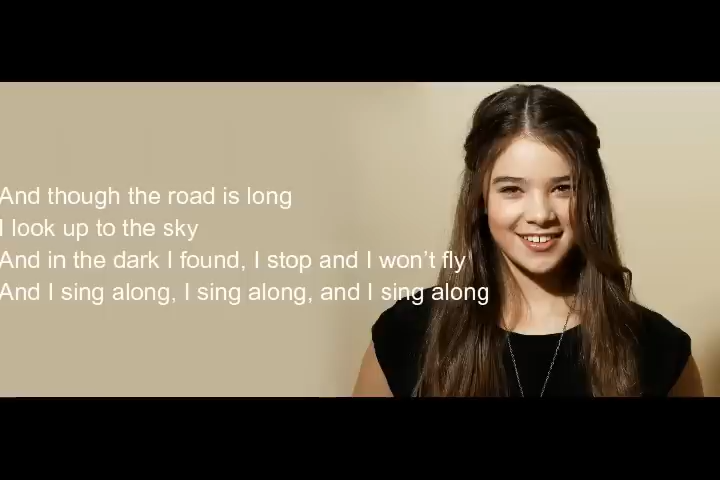 And though the road is long
I look up to the sky
And in the dark I found, I stop and I won’t fly
And I sing along, I sing along, and I sing along